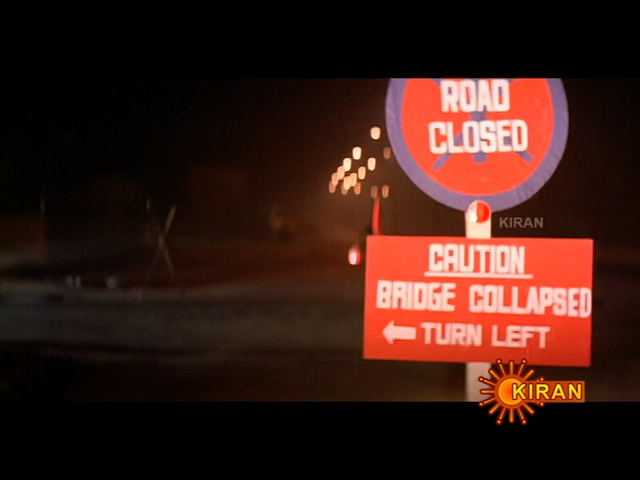 ROAD
CLOSED
KIRAN
CAUTION
BRIDGE COLLAPSED
TURN LEFT
KIRAN